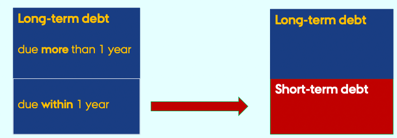 Long-term debt
due more than 1 year
due within 1 year
Long-term debt
Short-term debt